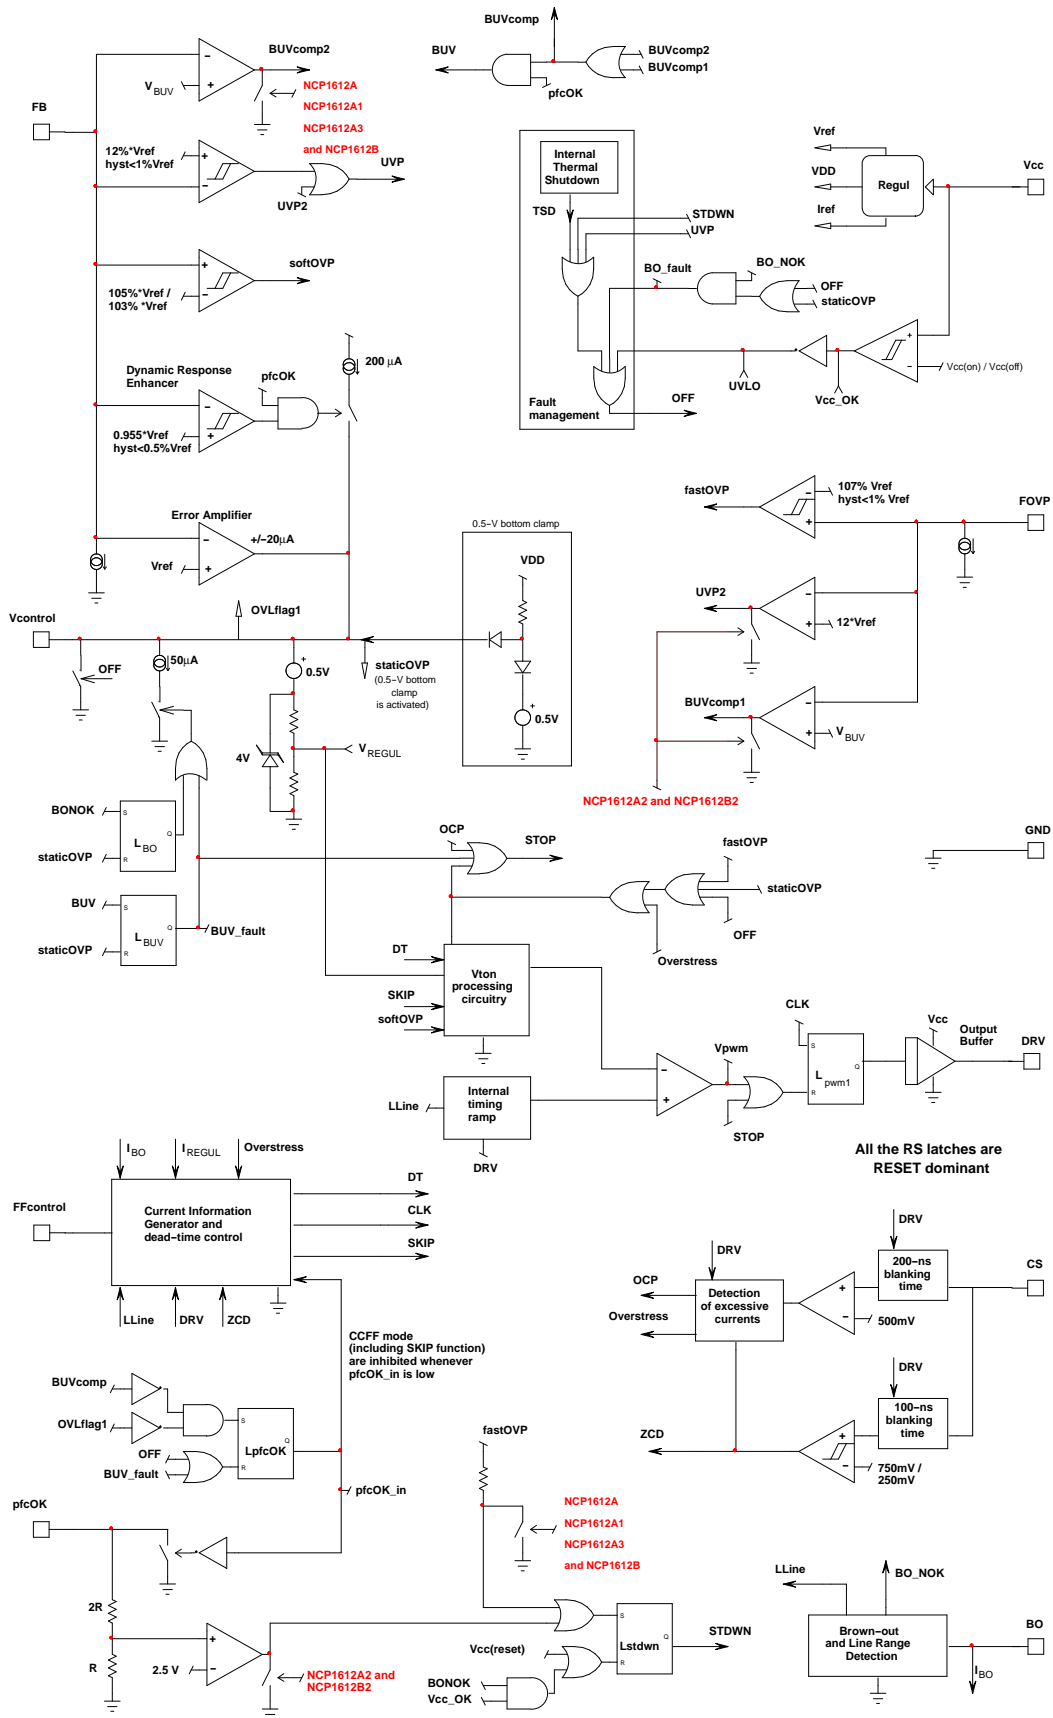 BUVcomp
BUVcomp2
BUV
BUVcomp2
BUVcomp1
pfcOK
V BUV
NCP1612A
NCP1612A1
NCP1612A3
and NCP1612B
FB
12%*Vref
hyst<1%Vref
UVP
UVP2
Internal
Thermal
Shutdown
TSD
STDWN
UVP
Vref
VDD
Iref
Regul
Vcc
softOVP
105%*Vref /
103% *Vref
BO_fault
BO_NOK
OFF
staticOVP
200 µA
Dynamic Response
Enhancer
pfcOK
0.955*Vref
hyst<0.5%Vref
UVLO
Vcc_OK
Vcc(on) / Vcc(off)
OFF
Fault
management
fastOVP
107% Vref
hyst<1% Vref
FOVP
Error Amplifier
+/−20µA
Vref
0.5−V bottom clamp
VDD
0.5V
UVP2
12*Vref
Vcontrol
OVLflag1
OFF
50µA
0.5V
staticOVP
(0.5−V bottom
clamp
is activated)
4V
V REGUL
BUVcomp1
V BUV
NCP1612A2 and NCP1612B2
BONOK
staticOVP
S
R
Q
L BO
BUV
staticOVP
S
R
Q
L BUV
BUV_fault
OCP
STOP
fastOVP
staticOVP
OFF
Overstress
GND
DT
SKIP
softOVP
Vton
processing
circuitry
LLine
Internal
timing
ramp
DRV
Vpwm
STOP
CLK
S
R
Q
L pwm1
Vcc
Output
Buffer
DRV
All the RS latches are
RESET dominant
I BO
I REGUL
Overstress
FFcontrol
Current Information
Generator and
dead−time control
DT
CLK
SKIP
LLine
DRV
ZCD
CCFF mode
(including SKIP function)
are inhibited whenever
pfcOK_in is low
DRV
DRV
OCP
Overstress
Detection
of excessive
currents
200−ns
blanking
time
500mV
CS
DRV
100−ns
blanking
time
ZCD
750mV /
250mV
BUVcomp
OVLflag1
OFF
BUV_fault
S
R
Q
LpfcOK
pfcOK_in
pfcOK
2R
R
2.5 V
NCP1612A2 and
NCP1612B2
fastOVP
NCP1612A
NCP1612A1
NCP1612A3
and NCP1612B
Vcc(reset)
BONOK
Vcc_OK
S
R
Q
Lstdwn
STDWN
LLine
BO_NOK
Brown−out
and Line Range
Detection
BO
I BO